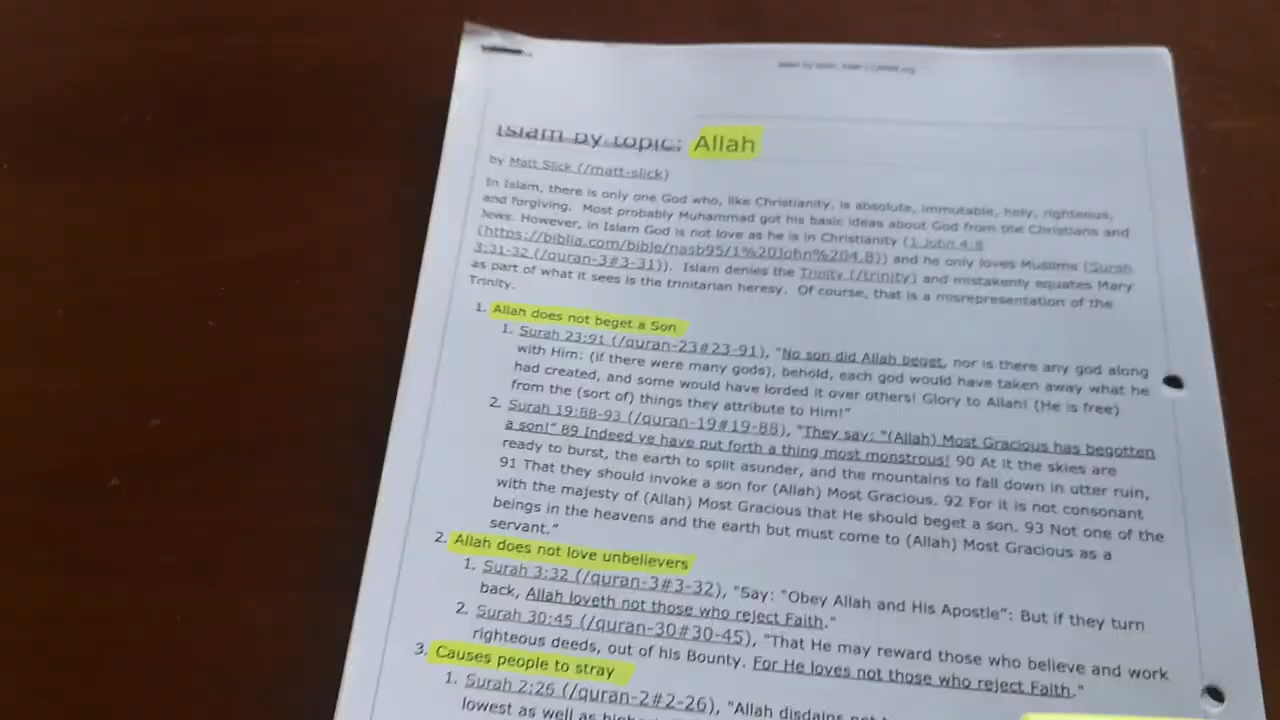 Islam by topic: Allah | CARM.org
Islam by topic: Allah
by Matt Slick (/matt-slick)
In Islam, there is only one God who, like Christianity, is absolute, immutable, holy, righteous,
and forgiving. Most probably Muhammad got his basic ideas about God from the Christians and
Jews. However, in Islam God is not love as he is in Christianity (1 John 4:8
(https://biblia.com/bible/nasb95/1%20John%204.8)) and he only loves Muslims (Surah
3:31-32 (/quran-3#3-31)). Islam denies the Trinity (/trinity) and mistakenly equates Mary
as part of what it sees is the trinitarian heresy. Of course, that is a misrepresentation of the
Trinity.
1. Allah does not beget a Son
1. Surah 23:91 (/quran-23#23-91), "No son did Allah beget, nor is there any god along
with Him: (if there were many gods), behold, each god would have taken away what he
had created, and some would have lorded it over others! Glory to Allah! (He is free)
from the (sort of) things they attribute to Him!"
2. Surah 19:88-93 (/quran-19#19-88), "They say: "(Allah) Most Gracious has begotten
a son!" 89 Indeed ye have put forth a thing most monstrous! 90 At it the skies are
ready to burst, the earth to split asunder, and the mountains to fall down in utter ruin,
91 That they should invoke a son for (Allah) Most Gracious. 92 For it is not consonant
with the majesty of (Allah) Most Gracious that He should beget a son. 93 Not one of the
beings in the heavens and the earth but must come to (Allah) Most Gracious as a
servant."
2. Allah does not love unbelievers
1. Surah 3:32 (/quran-3#3-32), "Say: "Obey Allah and His Apostle": But if they turn
back, Allah loveth not those who reject Faith."
2. Surah 30:45 (/quran-30#30-45), "That He may reward those who believe and work
righteous deeds, out of his Bounty. For He loves not those who reject Faith."
3. Causes people to stray
1. Surah 2:26 (/quran-2#2-26), "Allah disdains not
lowest as well as